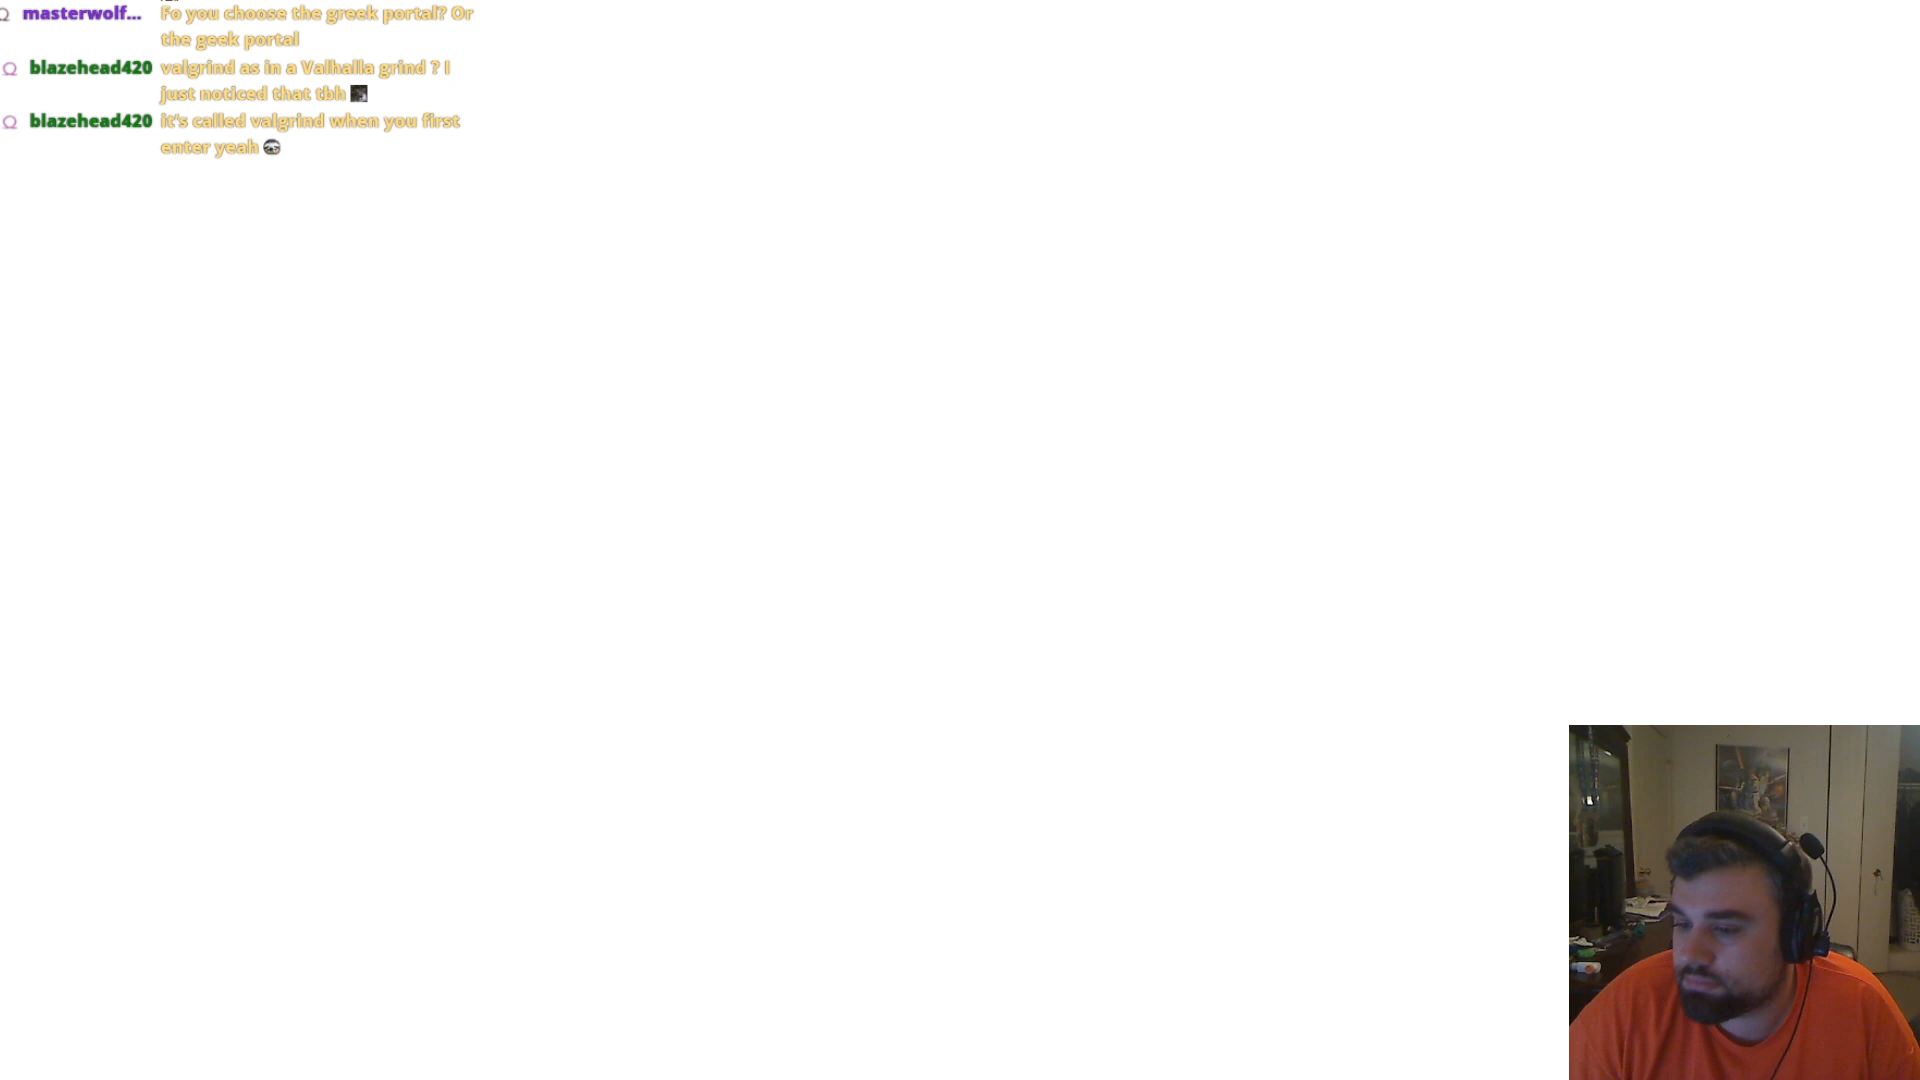 masterwolf... Fo you choose the greek portal? Or
the geek portal
blazehead420 valgrind as in a Valhalla grind ? I
just noticed that tbh
blazehead420 it's called valgrind when you first
enter yeah